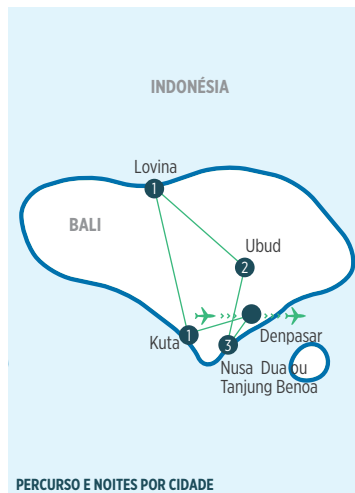 INDONÉSIA
Lovina
1
BALI
Ubud
2
Denpasar
1
Kuta
3
Nusa Dua ou
Tanjung Benoa
PERCURSO E NOITES POR CIDADE